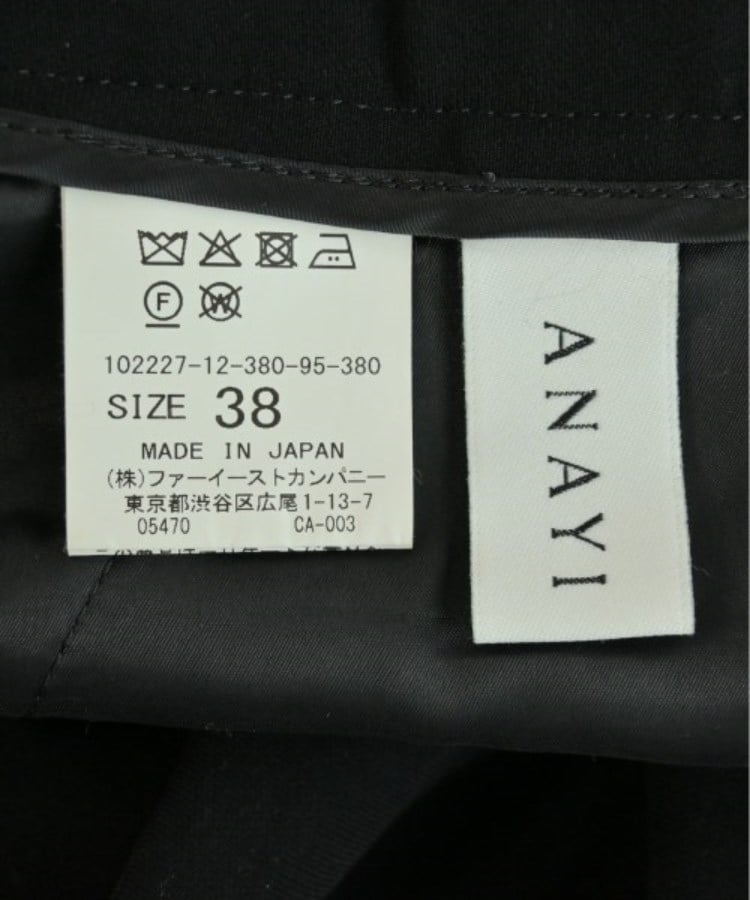 F
W
102227-12-380-95-380
SIZE 38
MADE IN JAPAN
(株)ファーイーストカンパニー
東京都渋谷区広尾1-13-7
05470 CA-003
ANAYI